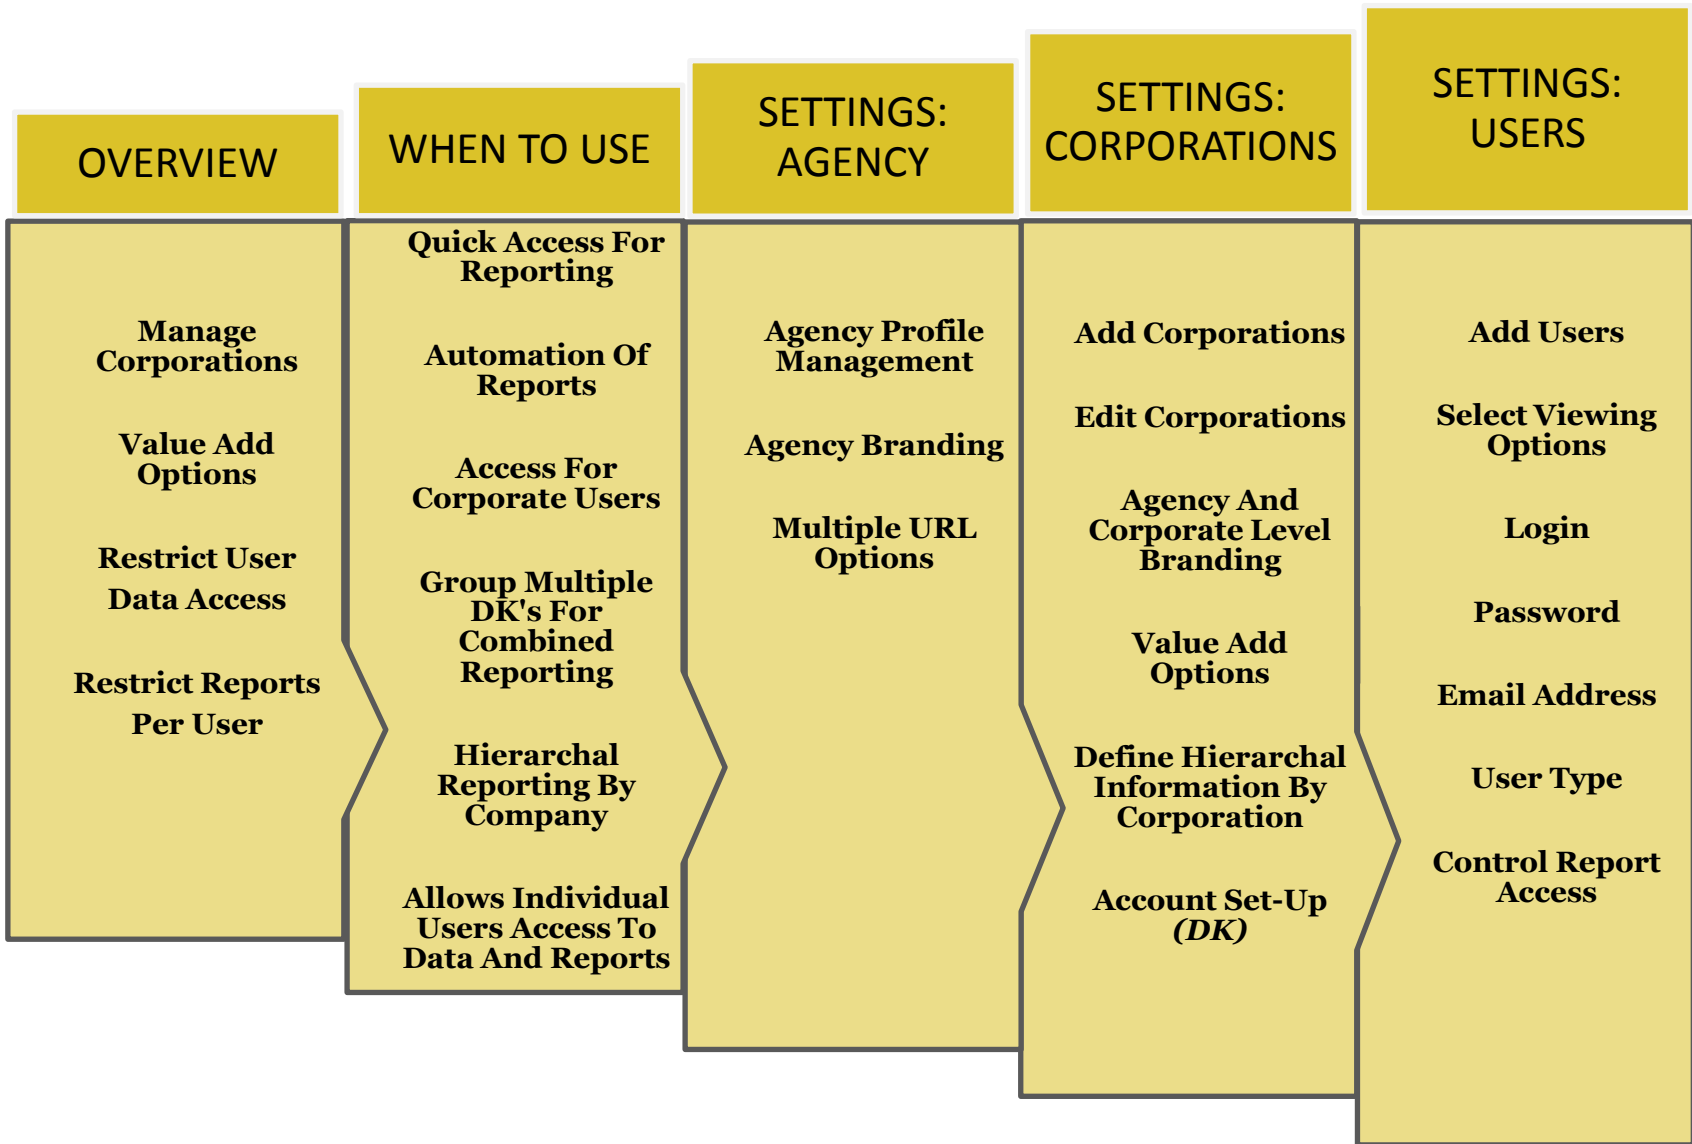 OVERVIEW
Manage
Corporations
Value Add
Options
Restrict User
Data Access
Restrict Reports
Per User
WHEN TO USE
Quick Access For
Reporting
Automation Of
Reports
Access For
Corporate Users
Group Multiple
DK's For
Combined
Reporting
Hierarchal
Reporting By
Company
Allows Individual
Users Access To
Data And Reports
SETTINGS:
AGENCY
Agency Profile
Management
Agency Branding
Multiple URL
Options
SETTINGS:
CORPORATIONS
Add Corporations
Edit Corporations
Agency And
Corporate Level
Branding
Value Add
Options
Define Hierarchal
Information By
Corporation
Account Set-Up
(DK)
SETTINGS:
USERS
Add Users
Select Viewing
Options
Login
Password
Email Address
User Type
Control Report
Access